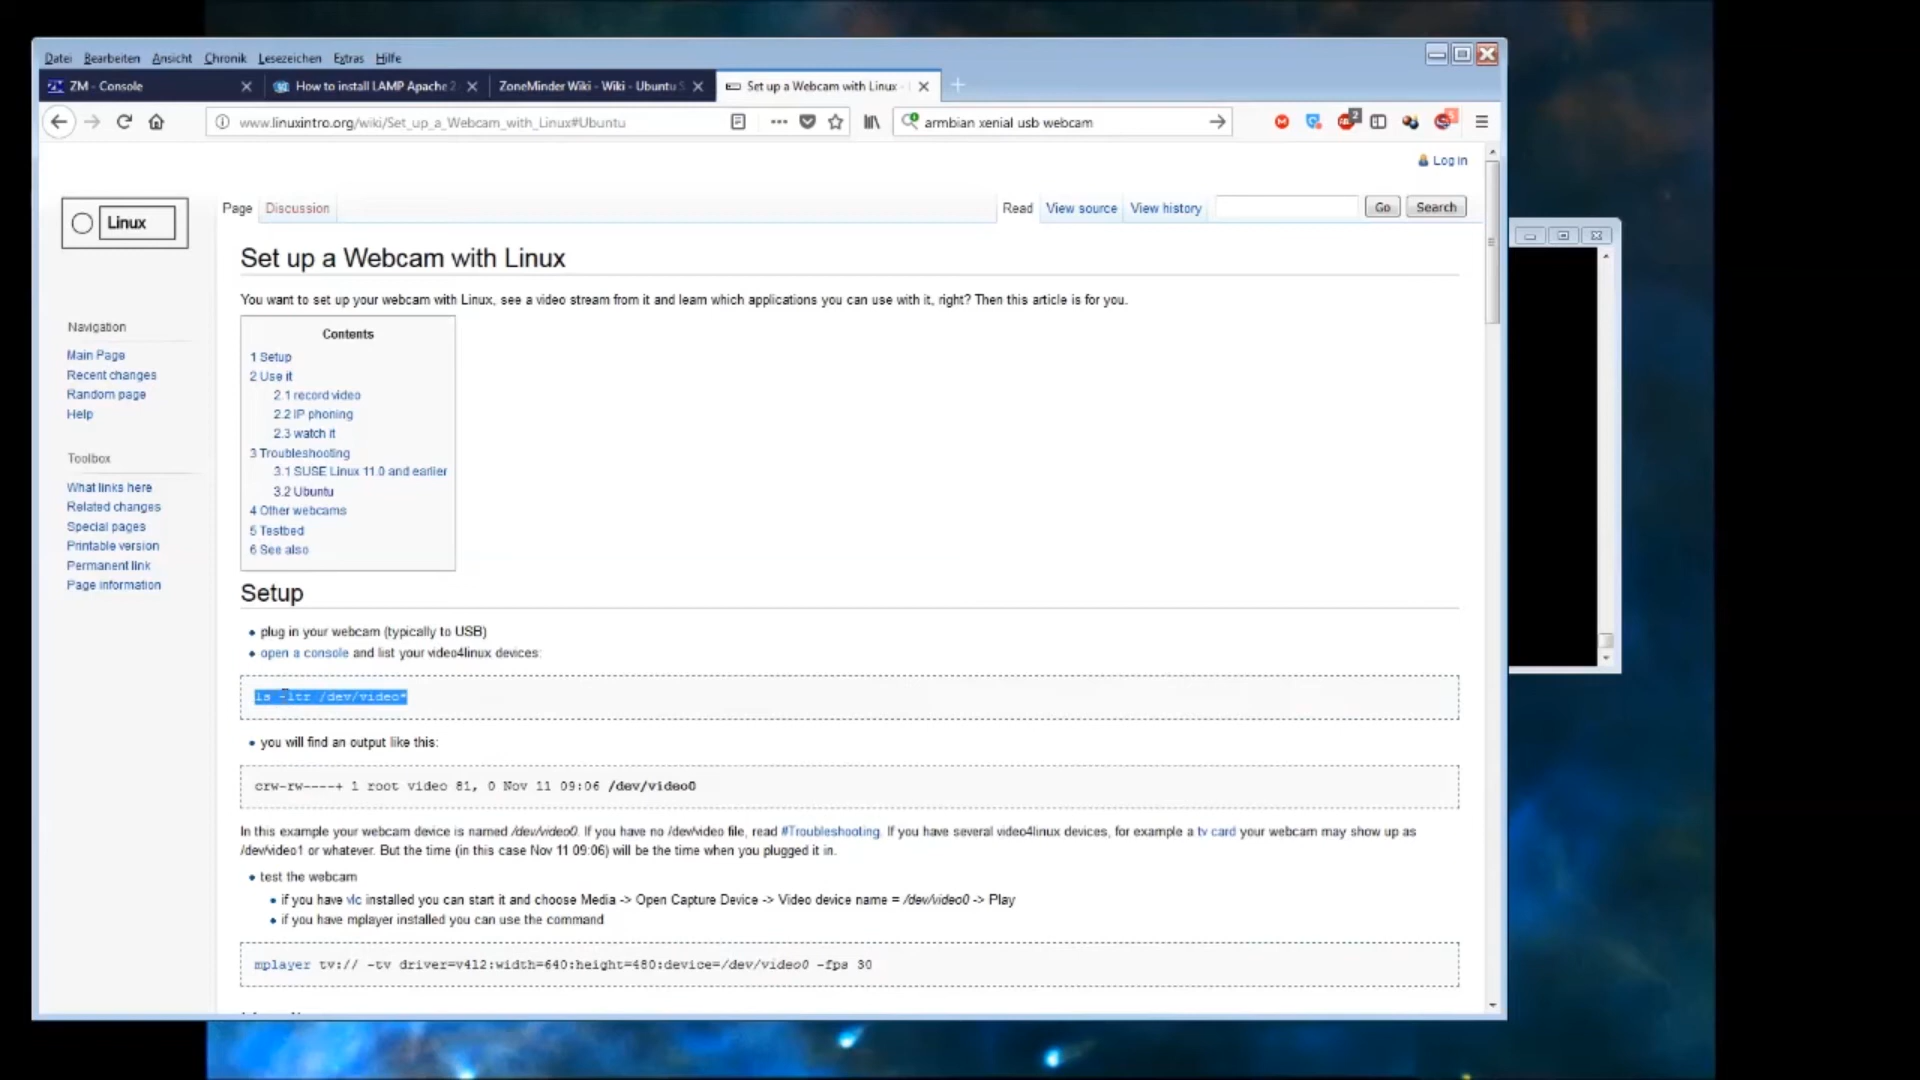 Datei Bearbeiten Ansicht Chronik Lesezeichen Extras Hilfe
ZM - Console
How to install LAMP Apache 2
ZoneMinder Wiki - Wiki - Ubuntu S
Set up a Webcam with Linux -
www.linuxintro.org/wiki/Set_up_a_Webcam_with_Linux#Ubuntu
armbian xenial usb webcam
2
Log in
Linux
Page Discussion
Read View source View history
Go Search
Set up a Webcam with Linux
You want to set up your webcam with Linux, see a video stream from it and learn which applications you can use with it, right? Then this article is for you.
Contents
1 Setup
2 Use it
2.1 record video
2.2 IP phoning
2.3 watch it
3 Troubleshooting
3.1 SUSE Linux 11.0 and earlier
3.2 Ubuntu
4 Other webcams
5 Testbed
6 See also
Navigation
Main Page
Recent changes
Random page
Help
Toolbox
What links here
Related changes
Special pages
Printable version
Permanent link
Page information
Setup
plug in your webcam (typically to USB)
open a console and list your video4linux devices:
ls -ltr /dev/video*
you will find an output like this:
crw-rw----+ 1 root video 81, 0 Nov 11 09:06 /dev/video0
In this example your webcam device is named /dev/video0. If you have no /dev/video file, read #Troubleshooting. If you have several video4linux devices, for example a tv card your webcam may show up as
/dev/video1 or whatever. But the time (in this case Nov 11 09:06) will be the time when you plugged it in.
test the webcam
if you have vlc installed you can start it and choose Media -> Open Capture Device -> Video device name = /dev/video0 -> Play
if you have mplayer installed you can use the command
mplayer tv:// -tv driver=v4l2:width=640:height=480:device=/dev/video0 -fps 30